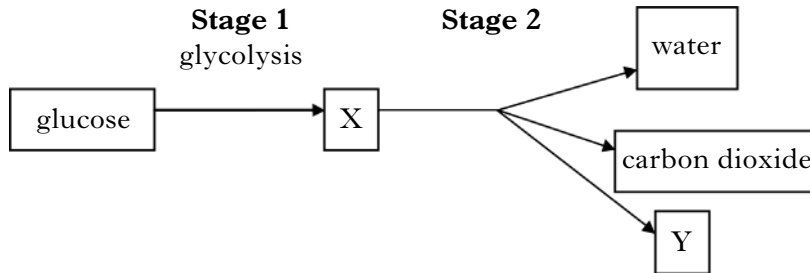 Stage 1
glycolysis
Stage 2
water
glucose
X
carbon dioxide
Y